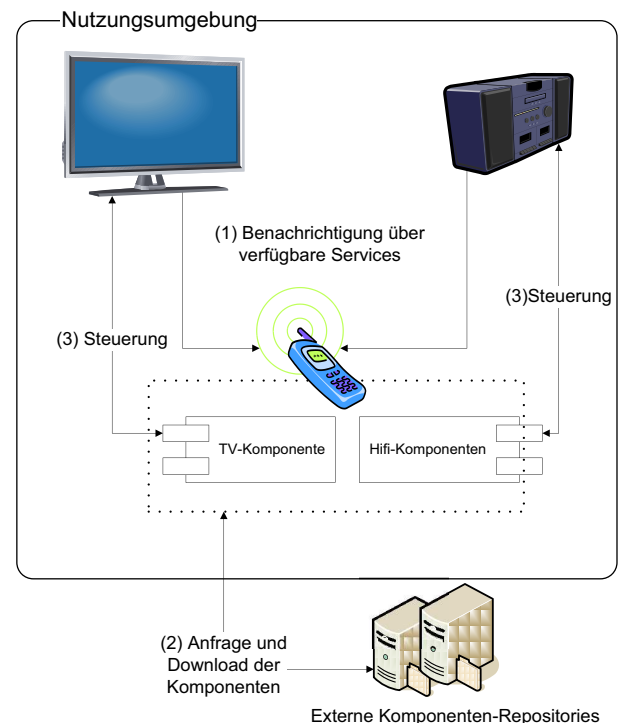 Nutzungsumgebung
(1) Benachrichtigung über
verfügbare Services
(3)Steuerung
(3) Steuerung
TV-Komponente
Hifi-Komponenten
(2) Anfrage und
Download der
Komponenten
Externe Komponenten-Repositories